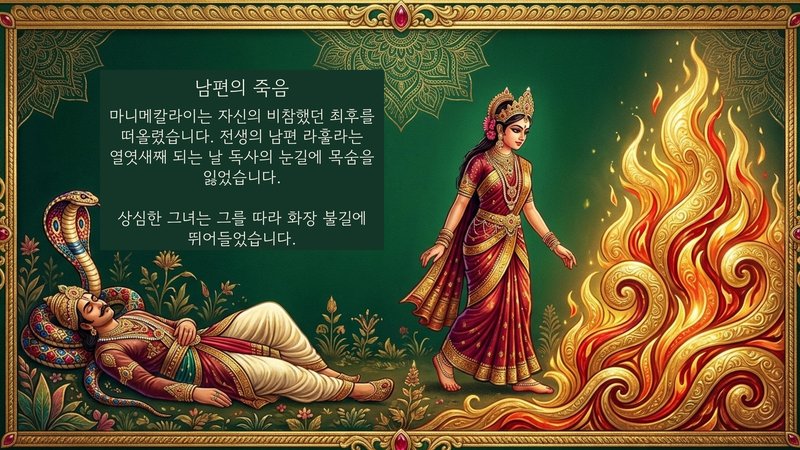 남편의 죽음
마니메칼라이는 자신의 비참했던 최후를
떠올렸습니다. 전생의 남편 라훌라는
열엿새째 되는 날 독사의 눈길에 목숨을
잃었습니다.
상심한 그녀는 그를 따라 화장 불길에
뛰어들었습니다.